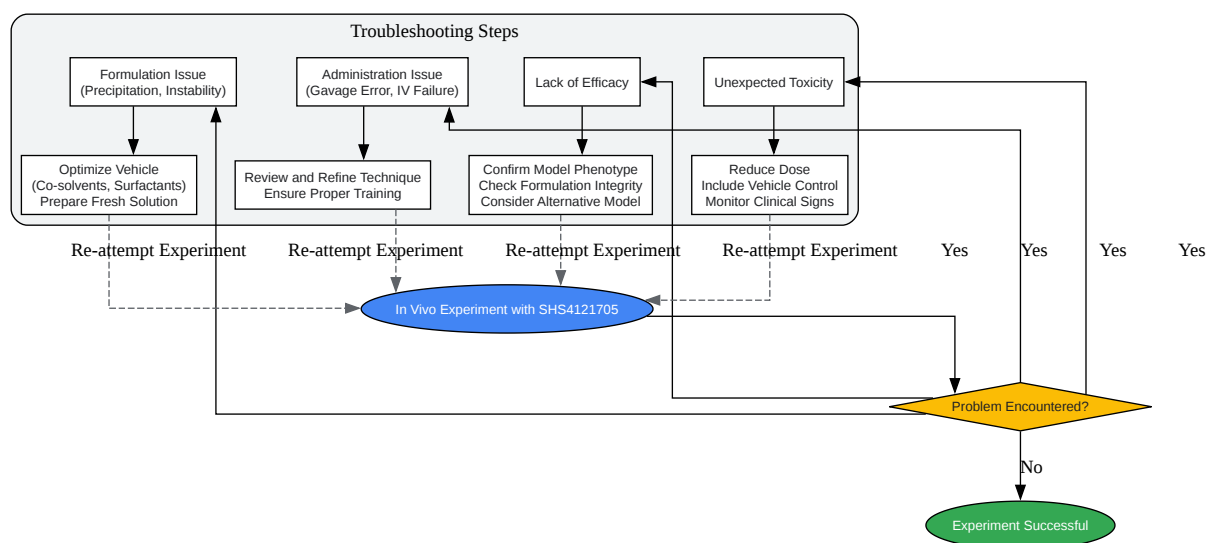 Troubleshooting Steps
Formulation Issue
(Precipitation, Instability)
Administration Issue
(Gavage Error, IV Failure)
Lack of Efficacy
Unexpected Toxicity
Optimize Vehicle
(Co-solvents, Surfactants)
Prepare Fresh Solution
Review and Refine Technique
Ensure Proper Training
Confirm Model Phenotype
Check Formulation Integrity
Consider Alternative Model
Reduce Dose
Include Vehicle Control
Monitor Clinical Signs
Re-attempt Experiment
Re-attempt Experiment
Re-attempt Experiment
Re-attempt Experiment
Yes
Yes
Yes
Yes
In Vivo Experiment with SHS4121705
Problem Encountered?
No
Experiment Successful